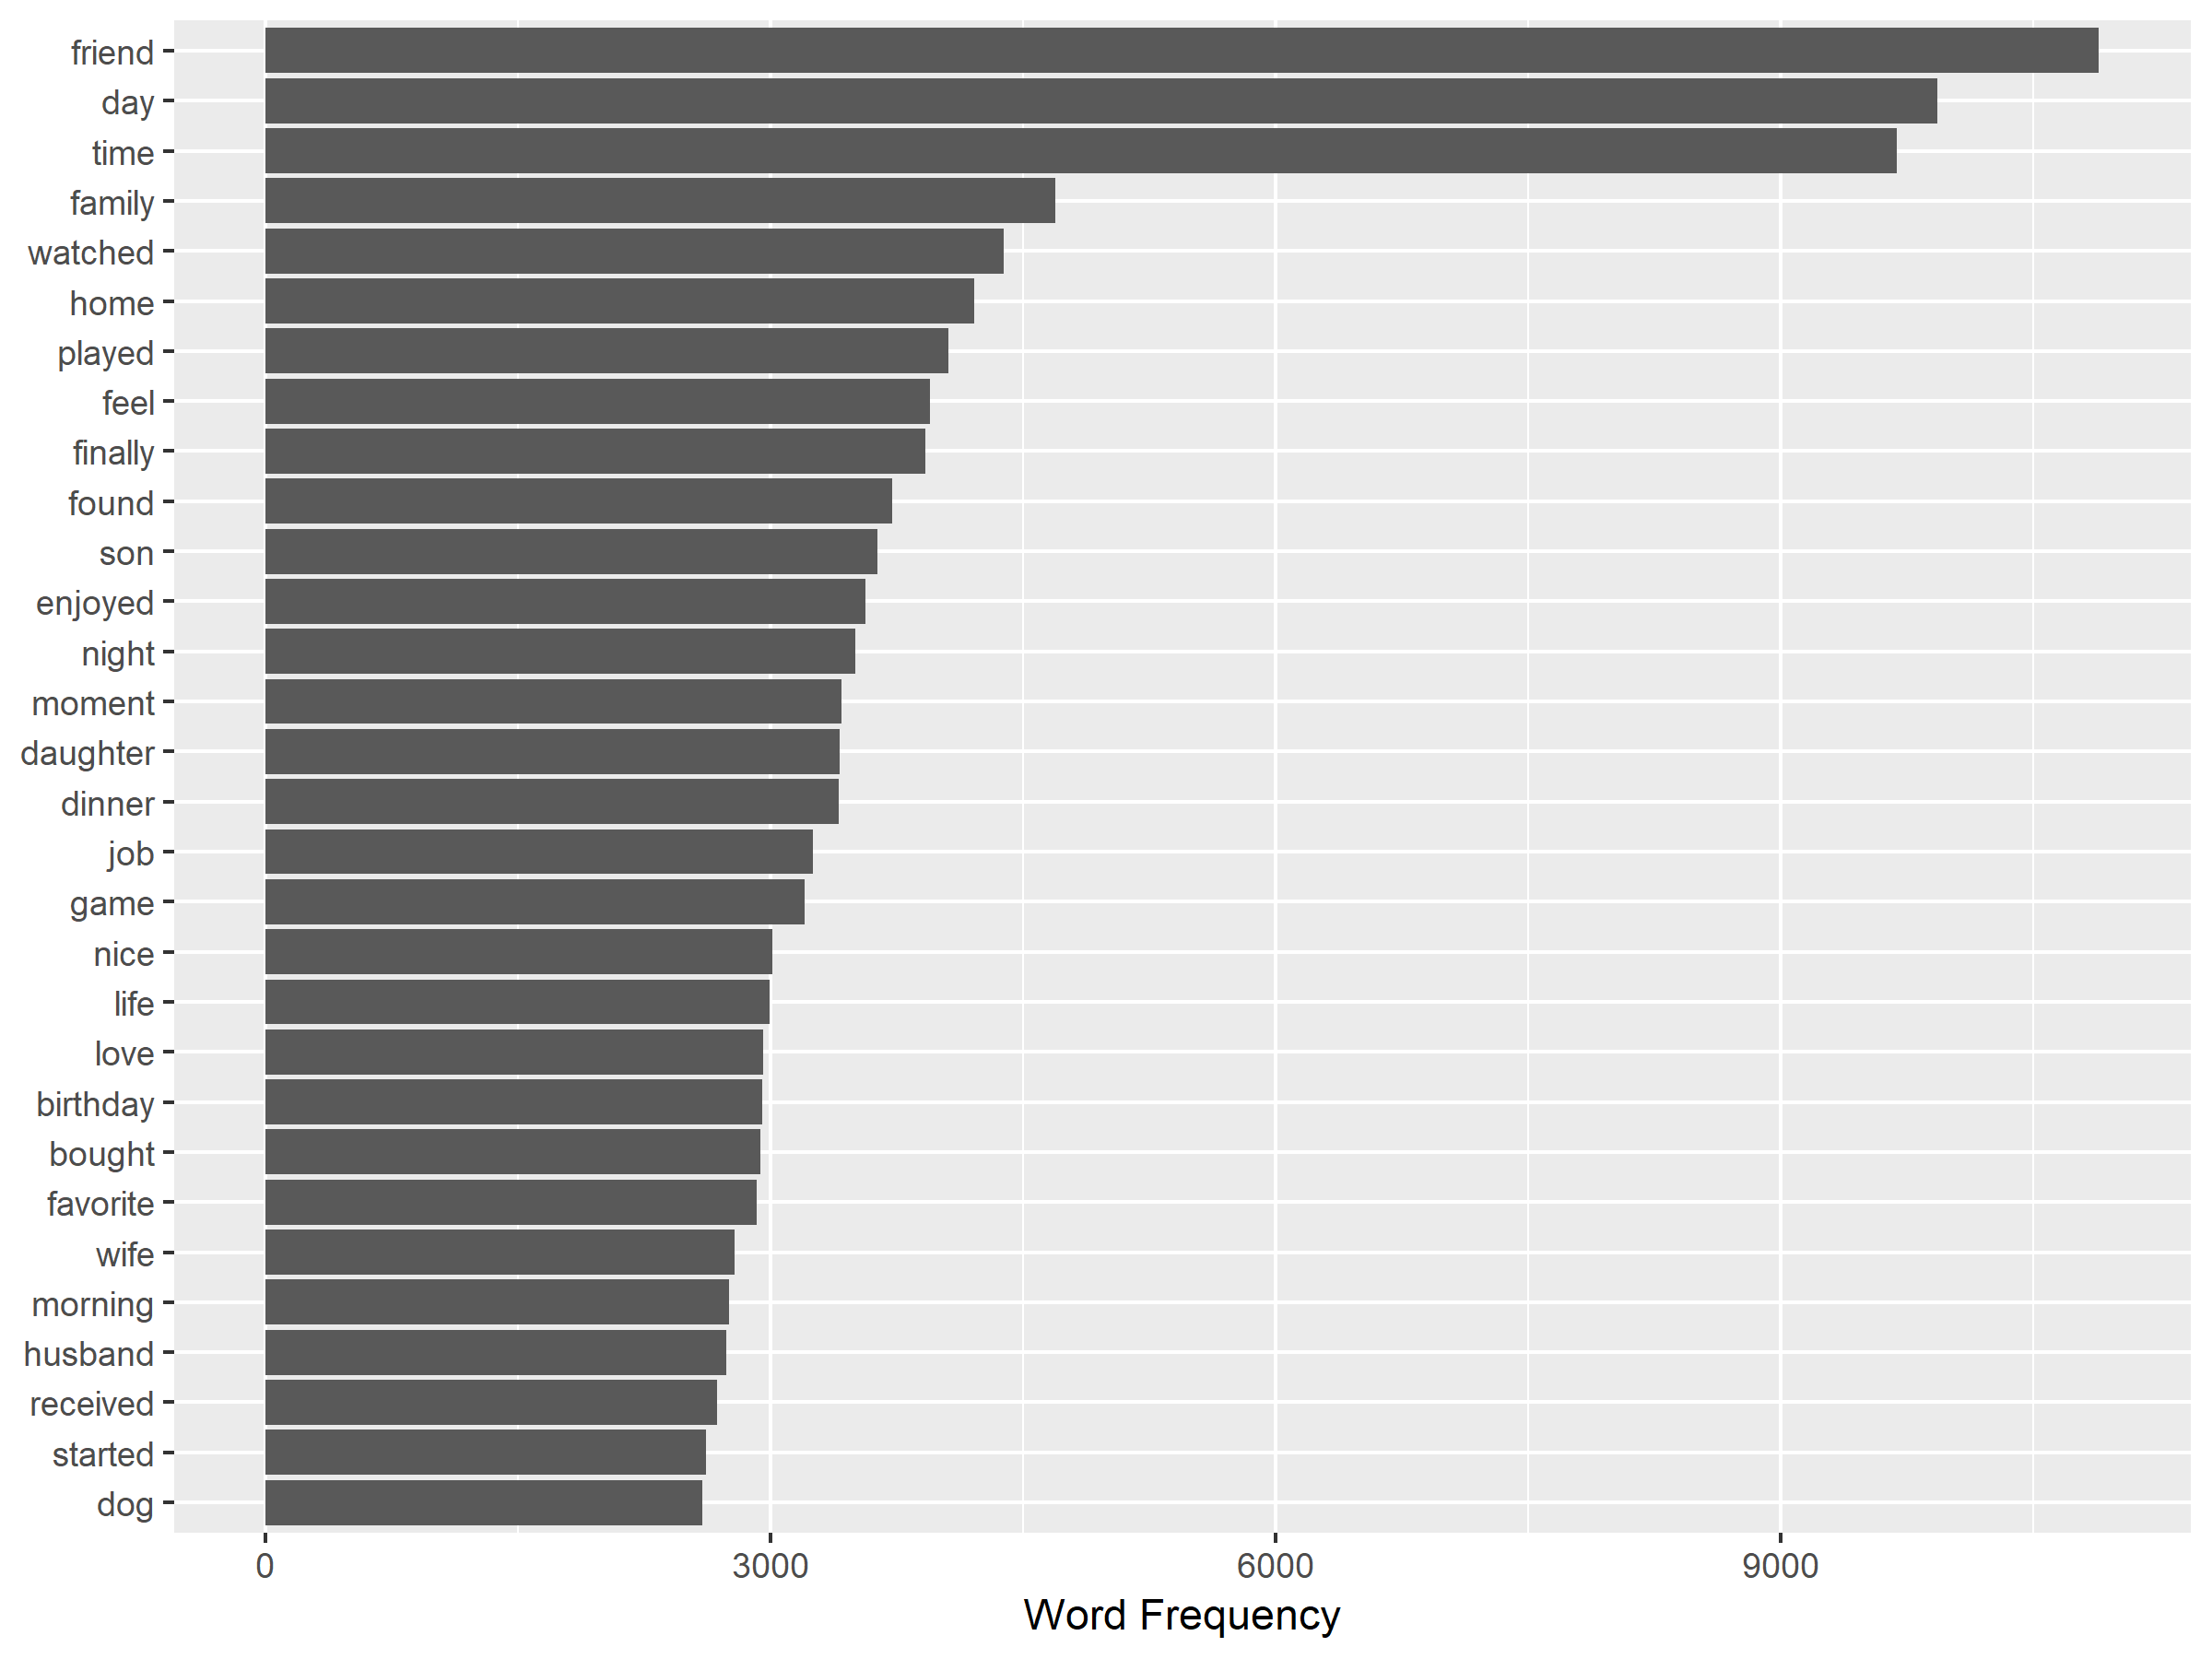 friend
day
time
family
watched
home
played
feel
finally
found
son
enjoyed
night
moment
daughter
dinner
job
game
nice
life
love
birthday
bought
favorite
wife
morning
husband
received
started
dog
0 3000 6000 9000
Word Frequency